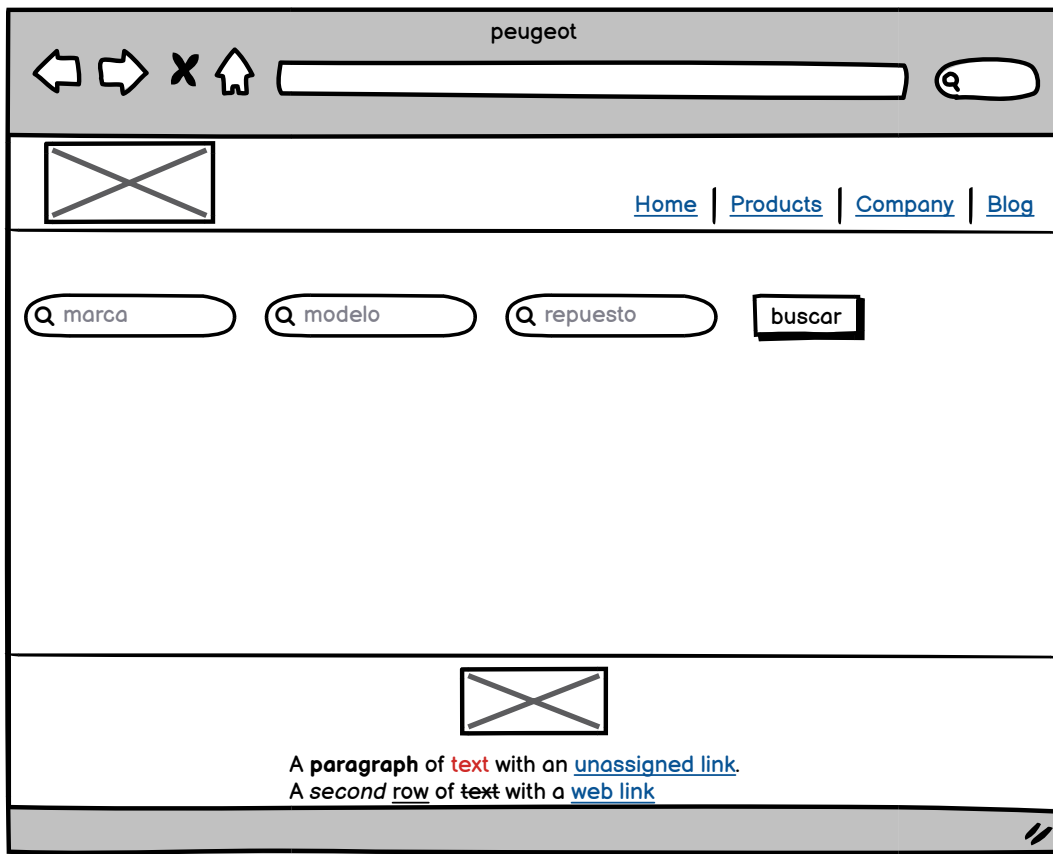 peugeot
Home Products Company Blog
marca modelo repuesto buscar
A paragraph of text with an unassigned link.
A second row of text with a web link